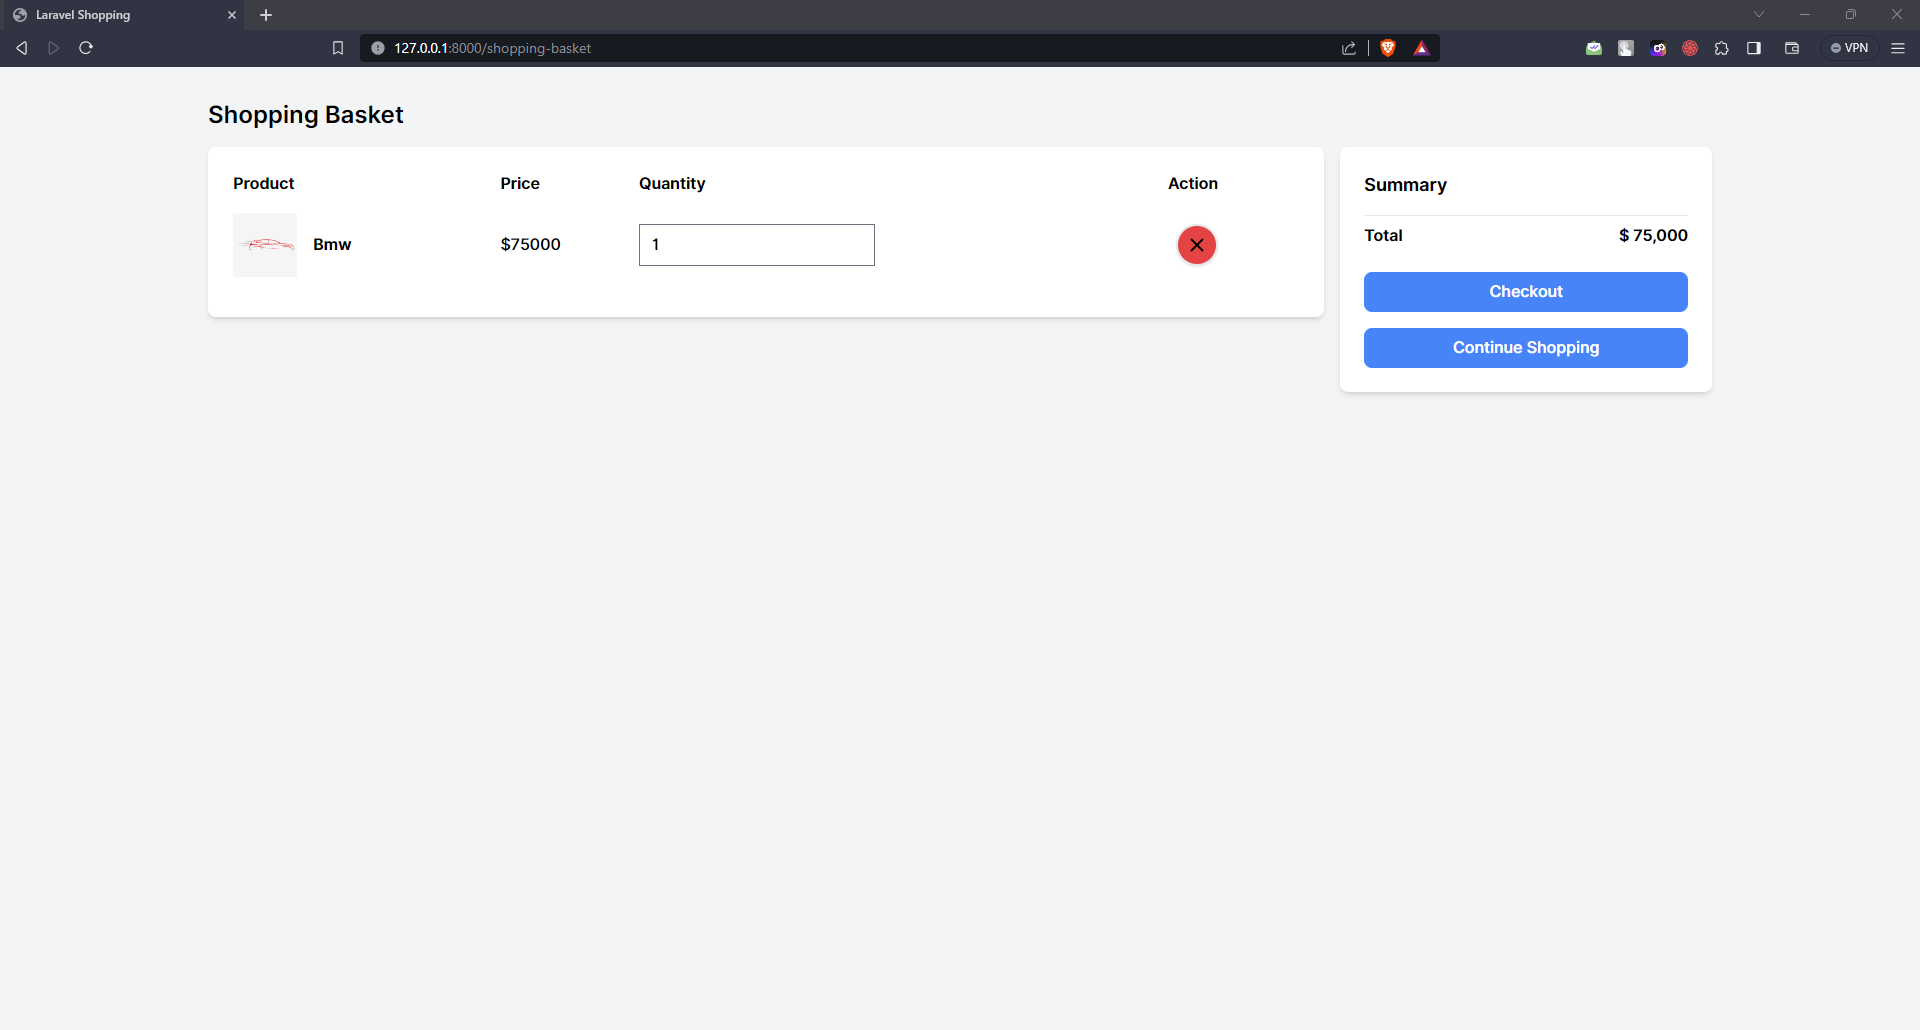 Laravel Shopping
127.0.0.1:8000/shopping-basket
VPN
Shopping Basket
Product Price Quantity Action
Bmw $75000 1
Summary
Total $ 75,000
Checkout
Continue Shopping